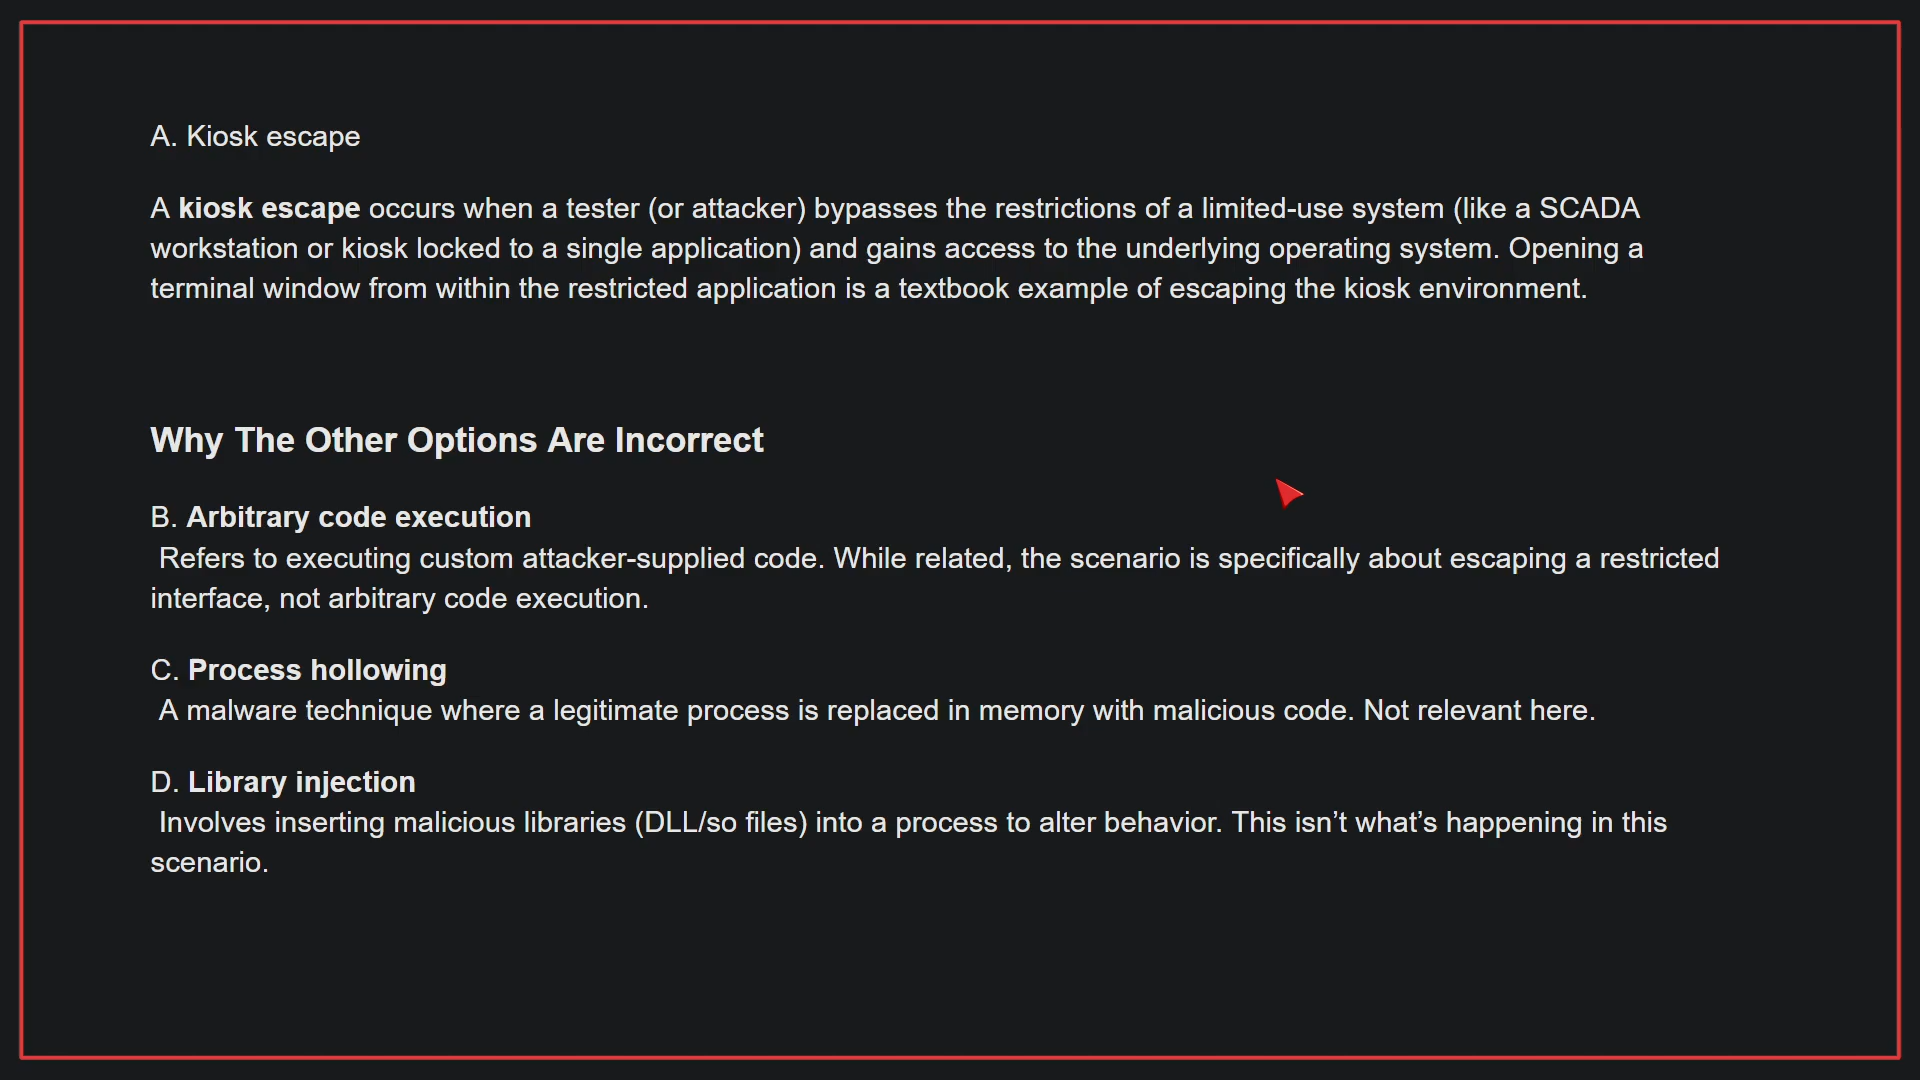 A. Kiosk escape
A kiosk escape occurs when a tester (or attacker) bypasses the restrictions of a limited-use system (like a SCADA
workstation or kiosk locked to a single application) and gains access to the underlying operating system. Opening a
terminal window from within the restricted application is a textbook example of escaping the kiosk environment.
Why The Other Options Are Incorrect
B. Arbitrary code execution
Refers to executing custom attacker-supplied code. While related, the scenario is specifically about escaping a restricted
interface, not arbitrary code execution.
C. Process hollowing
A malware technique where a legitimate process is replaced in memory with malicious code. Not relevant here.
D. Library injection
Involves inserting malicious libraries (DLL/so files) into a process to alter behavior. This isn’t what’s happening in this
scenario.